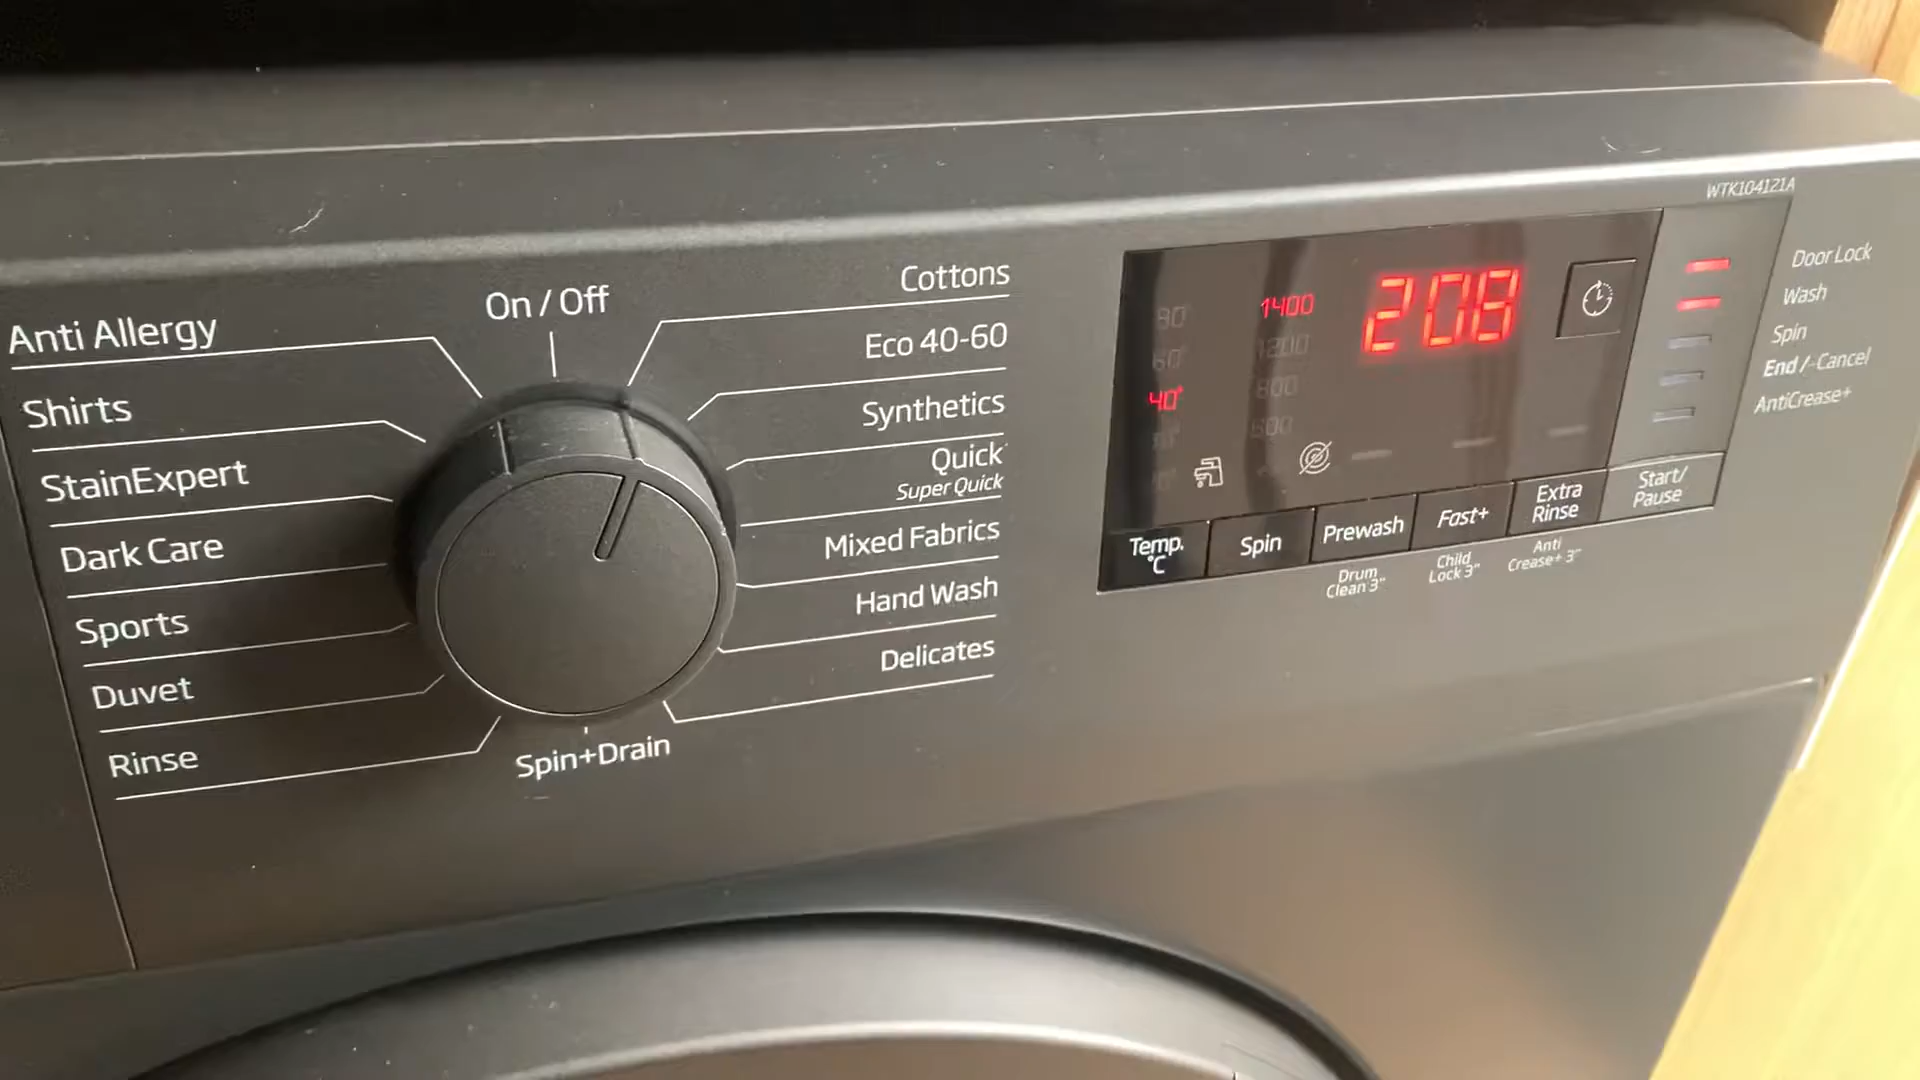 WTK104121A
On / Off
Anti Allergy
Shirts
StainExpert
Dark Care
Sports
Duvet
Rinse
Spin+Drain
Cottons
Eco 40-60
Synthetics
Quick
Super Quick
Mixed Fabrics
Hand Wash
Delicates
1400
208
1200
800
600
40°
60°
Temp. °C
Spin
Prewash
Drum Clean 3"
Fast+
Child Lock 3"
Extra Rinse
Anti Crease+ 3"
Start/ Pause
Door Lock
Wash
Spin
End / Cancel
AntiCrease+